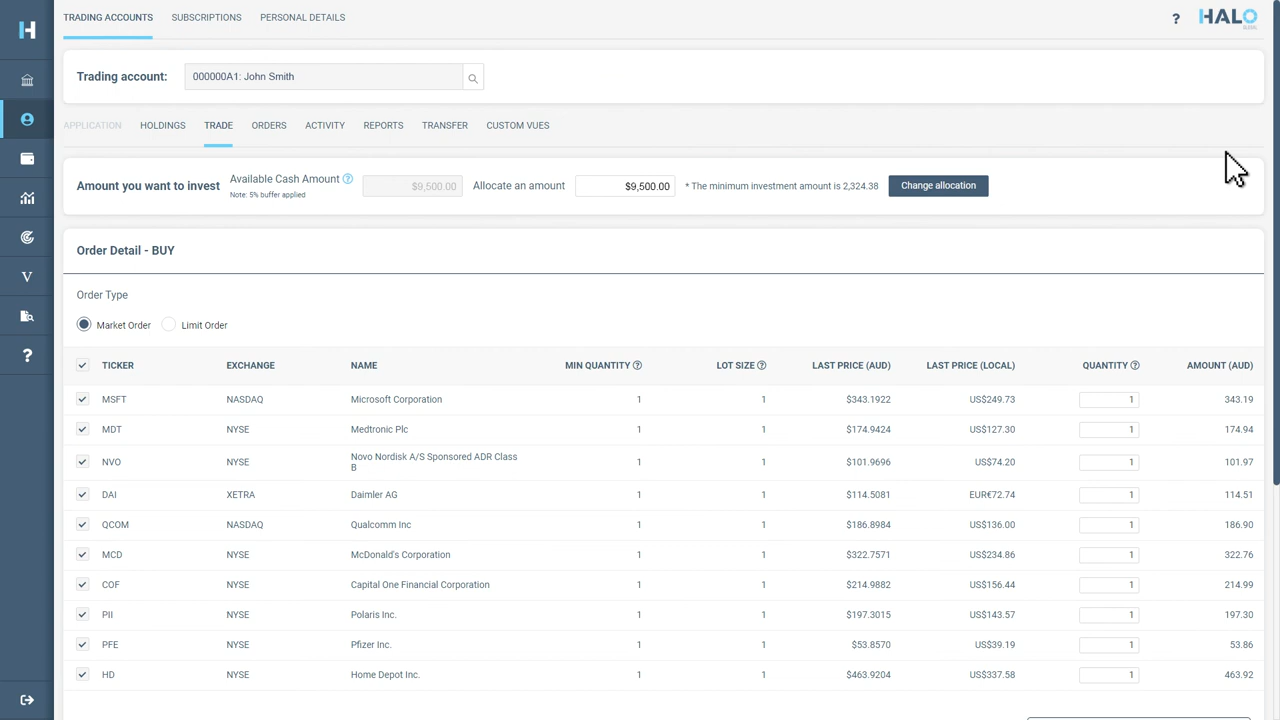 TRADING ACCOUNTS SUBSCRIPTIONS PERSONAL DETAILS ? HALO
GLOBAL
H
Trading account: 000000A1: John Smith
APPLICATION HOLDINGS TRADE ORDERS ACTIVITY REPORTS TRANSFER CUSTOM VUES
Amount you want to invest Available Cash Amount ? $9,500.00 Allocate an amount $9,500.00 * The minimum investment amount is 2,324.38 Change allocation
Note: 5% buffer applied
Order Detail - BUY
V
Order Type
Market Order Limit Order
?
TICKER EXCHANGE NAME MIN QUANTITY ? LOT SIZE ? LAST PRICE (AUD) LAST PRICE (LOCAL) QUANTITY ? AMOUNT (AUD)
MSFT NASDAQ Microsoft Corporation 1 1 $343.1922 US$249.73 1 343.19
MDT NYSE Medtronic Plc 1 1 $174.9424 US$127.30 1 174.94
NVO NYSE Novo Nordisk A/S Sponsored ADR Class 1 1 $101.9696 US$74.20 1 101.97
B
DAI XETRA Daimler AG 1 1 $114.5081 EUR€72.74 1 114.51
QCOM NASDAQ Qualcomm Inc 1 1 $186.8984 US$136.00 1 186.90
MCD NYSE McDonald's Corporation 1 1 $322.7571 US$234.86 1 322.76
COF NYSE Capital One Financial Corporation 1 1 $214.9882 US$156.44 1 214.99
PII NYSE Polaris Inc. 1 1 $197.3015 US$143.57 1 197.30
PFE NYSE Pfizer Inc. 1 1 $53.8570 US$39.19 1 53.86
HD NYSE Home Depot Inc. 1 1 $463.9204 US$337.58 1 463.92